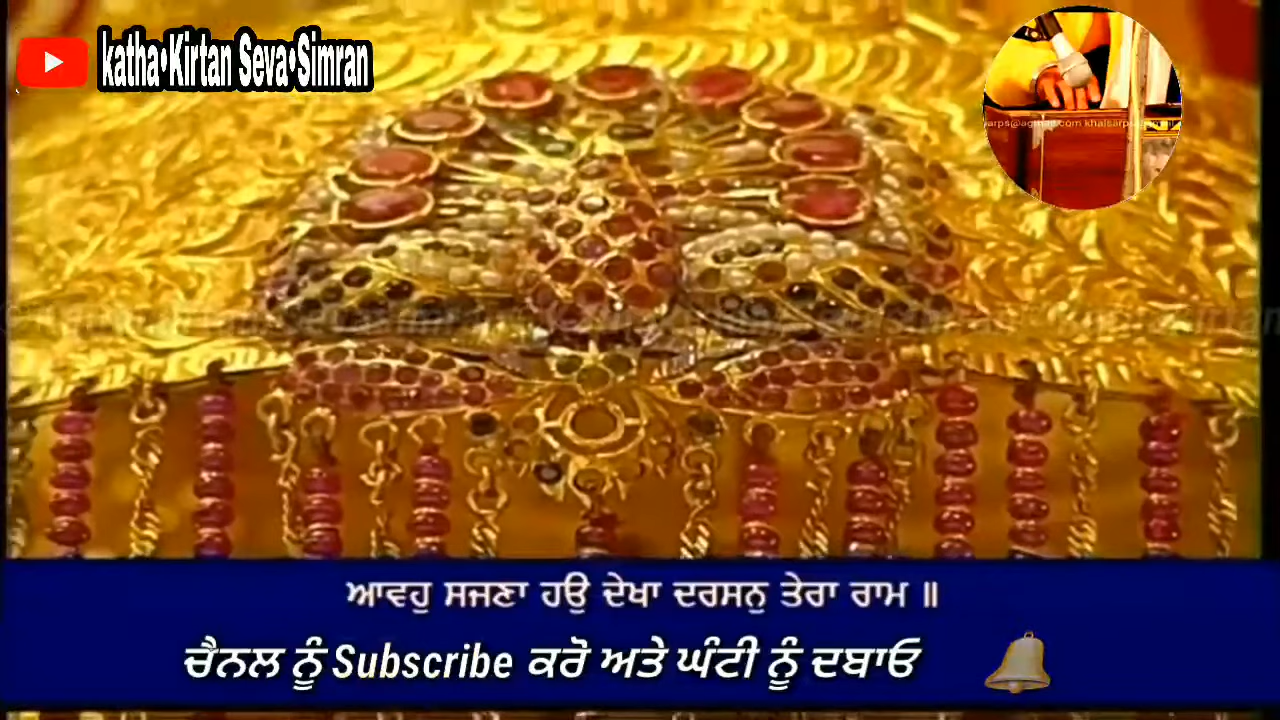 katha•Kirtan Seva•Simran
ਆਵਹੁ ਸਜਣਾ ਹਉ ਦੇਖਾ ਦਰਸਨੁ ਤੇਰਾ ਰਾਮ ॥
ਚੈਨਲ ਨੂੰ Subscribe ਕਰੋ ਅਤੇ ਘੰਟੀ ਨੂੰ ਦਬਾਓ